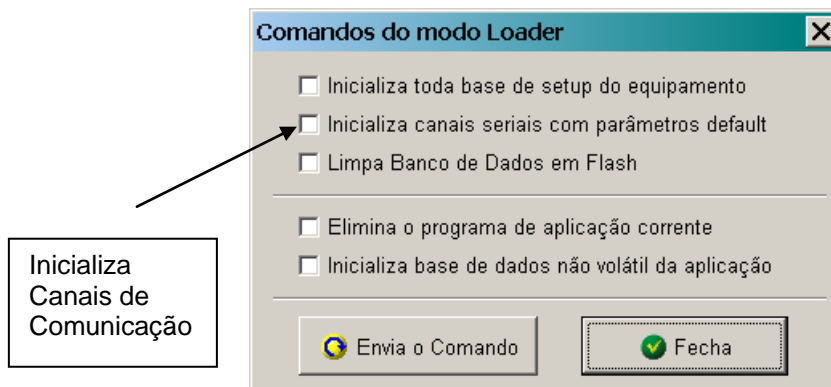 Comandos do modo Loader
Inicializa toda base de setup do equipamento
Inicializa canais seriais com parâmetros default
Limpa Banco de Dados em Flash
Elimina o programa de aplicação corrente
Inicializa base de dados não volátil da aplicação
Envia o Comando
Fecha
Inicializa
Canais de
Comunicação